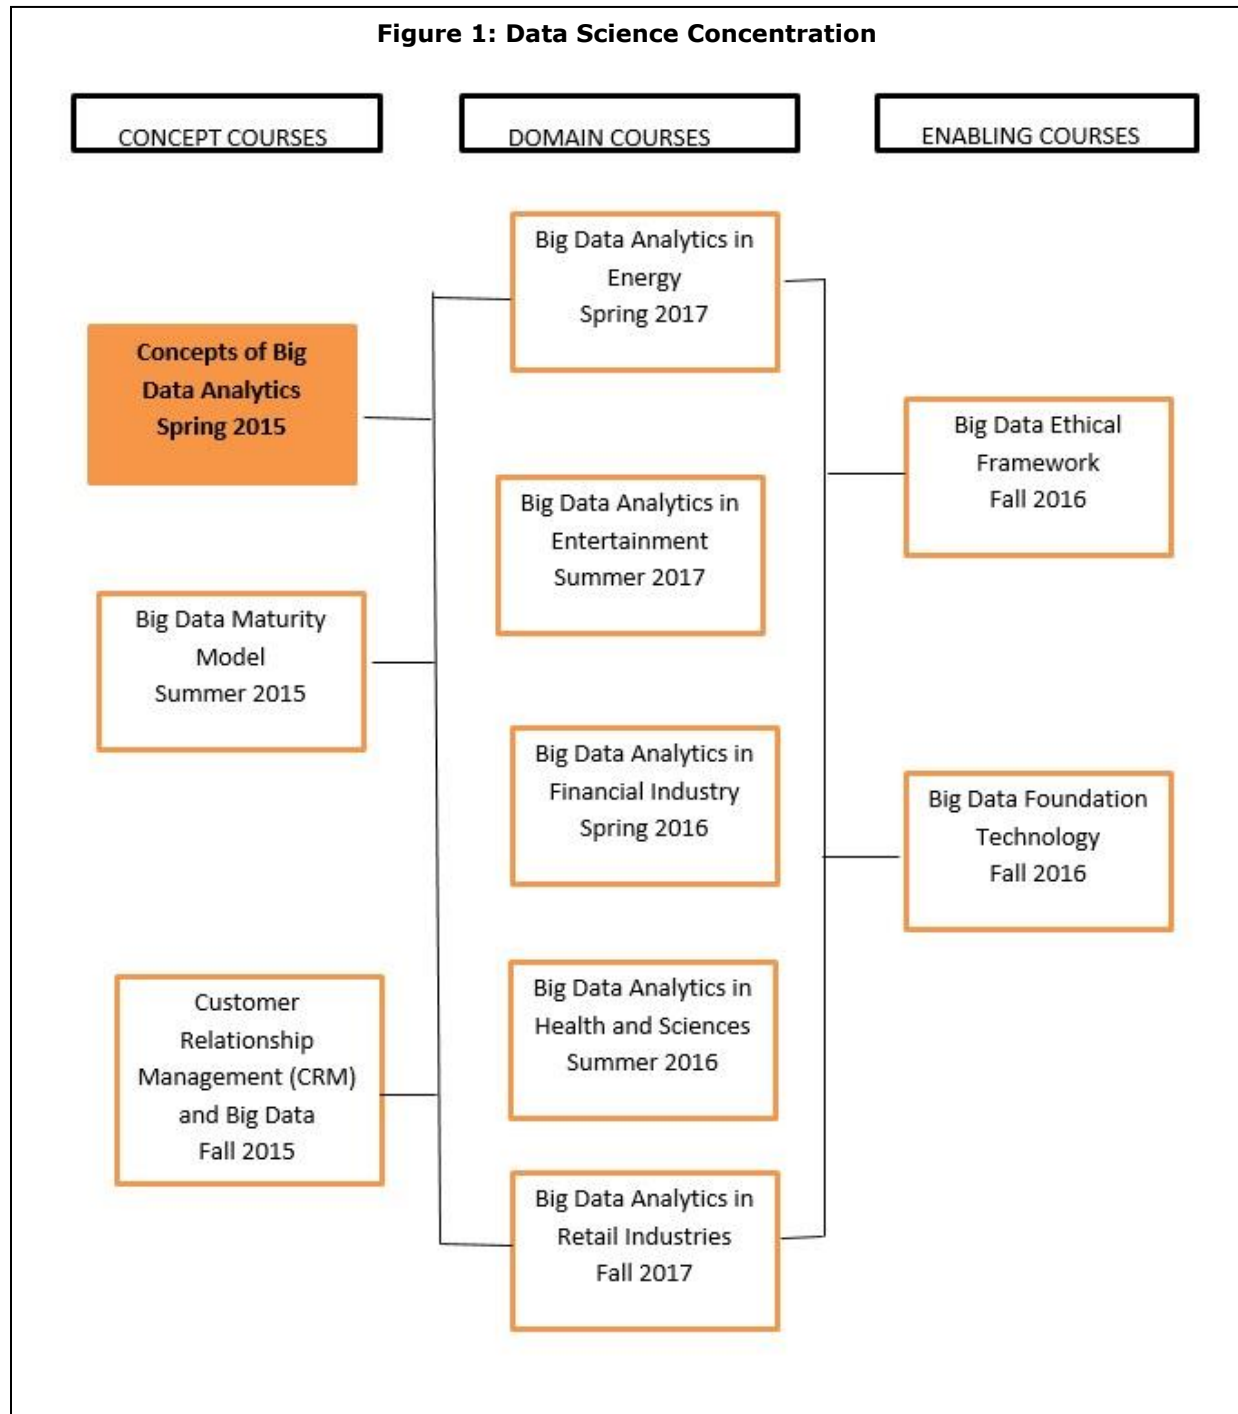 Figure 1: Data Science Concentration
CONCEPT COURSES
DOMAIN COURSES
ENABLING COURSES
Concepts of Big
Data Analytics
Spring 2015
Big Data Maturity
Model
Summer 2015
Customer
Relationship
Management (CRM)
and Big Data
Fall 2015
Big Data Analytics in
Energy
Spring 2017
Big Data Analytics in
Entertainment
Summer 2017
Big Data Analytics in
Financial Industry
Spring 2016
Big Data Analytics in
Health and Sciences
Summer 2016
Big Data Analytics in
Retail Industries
Fall 2017
Big Data Ethical
Framework
Fall 2016
Big Data Foundation
Technology
Fall 2016